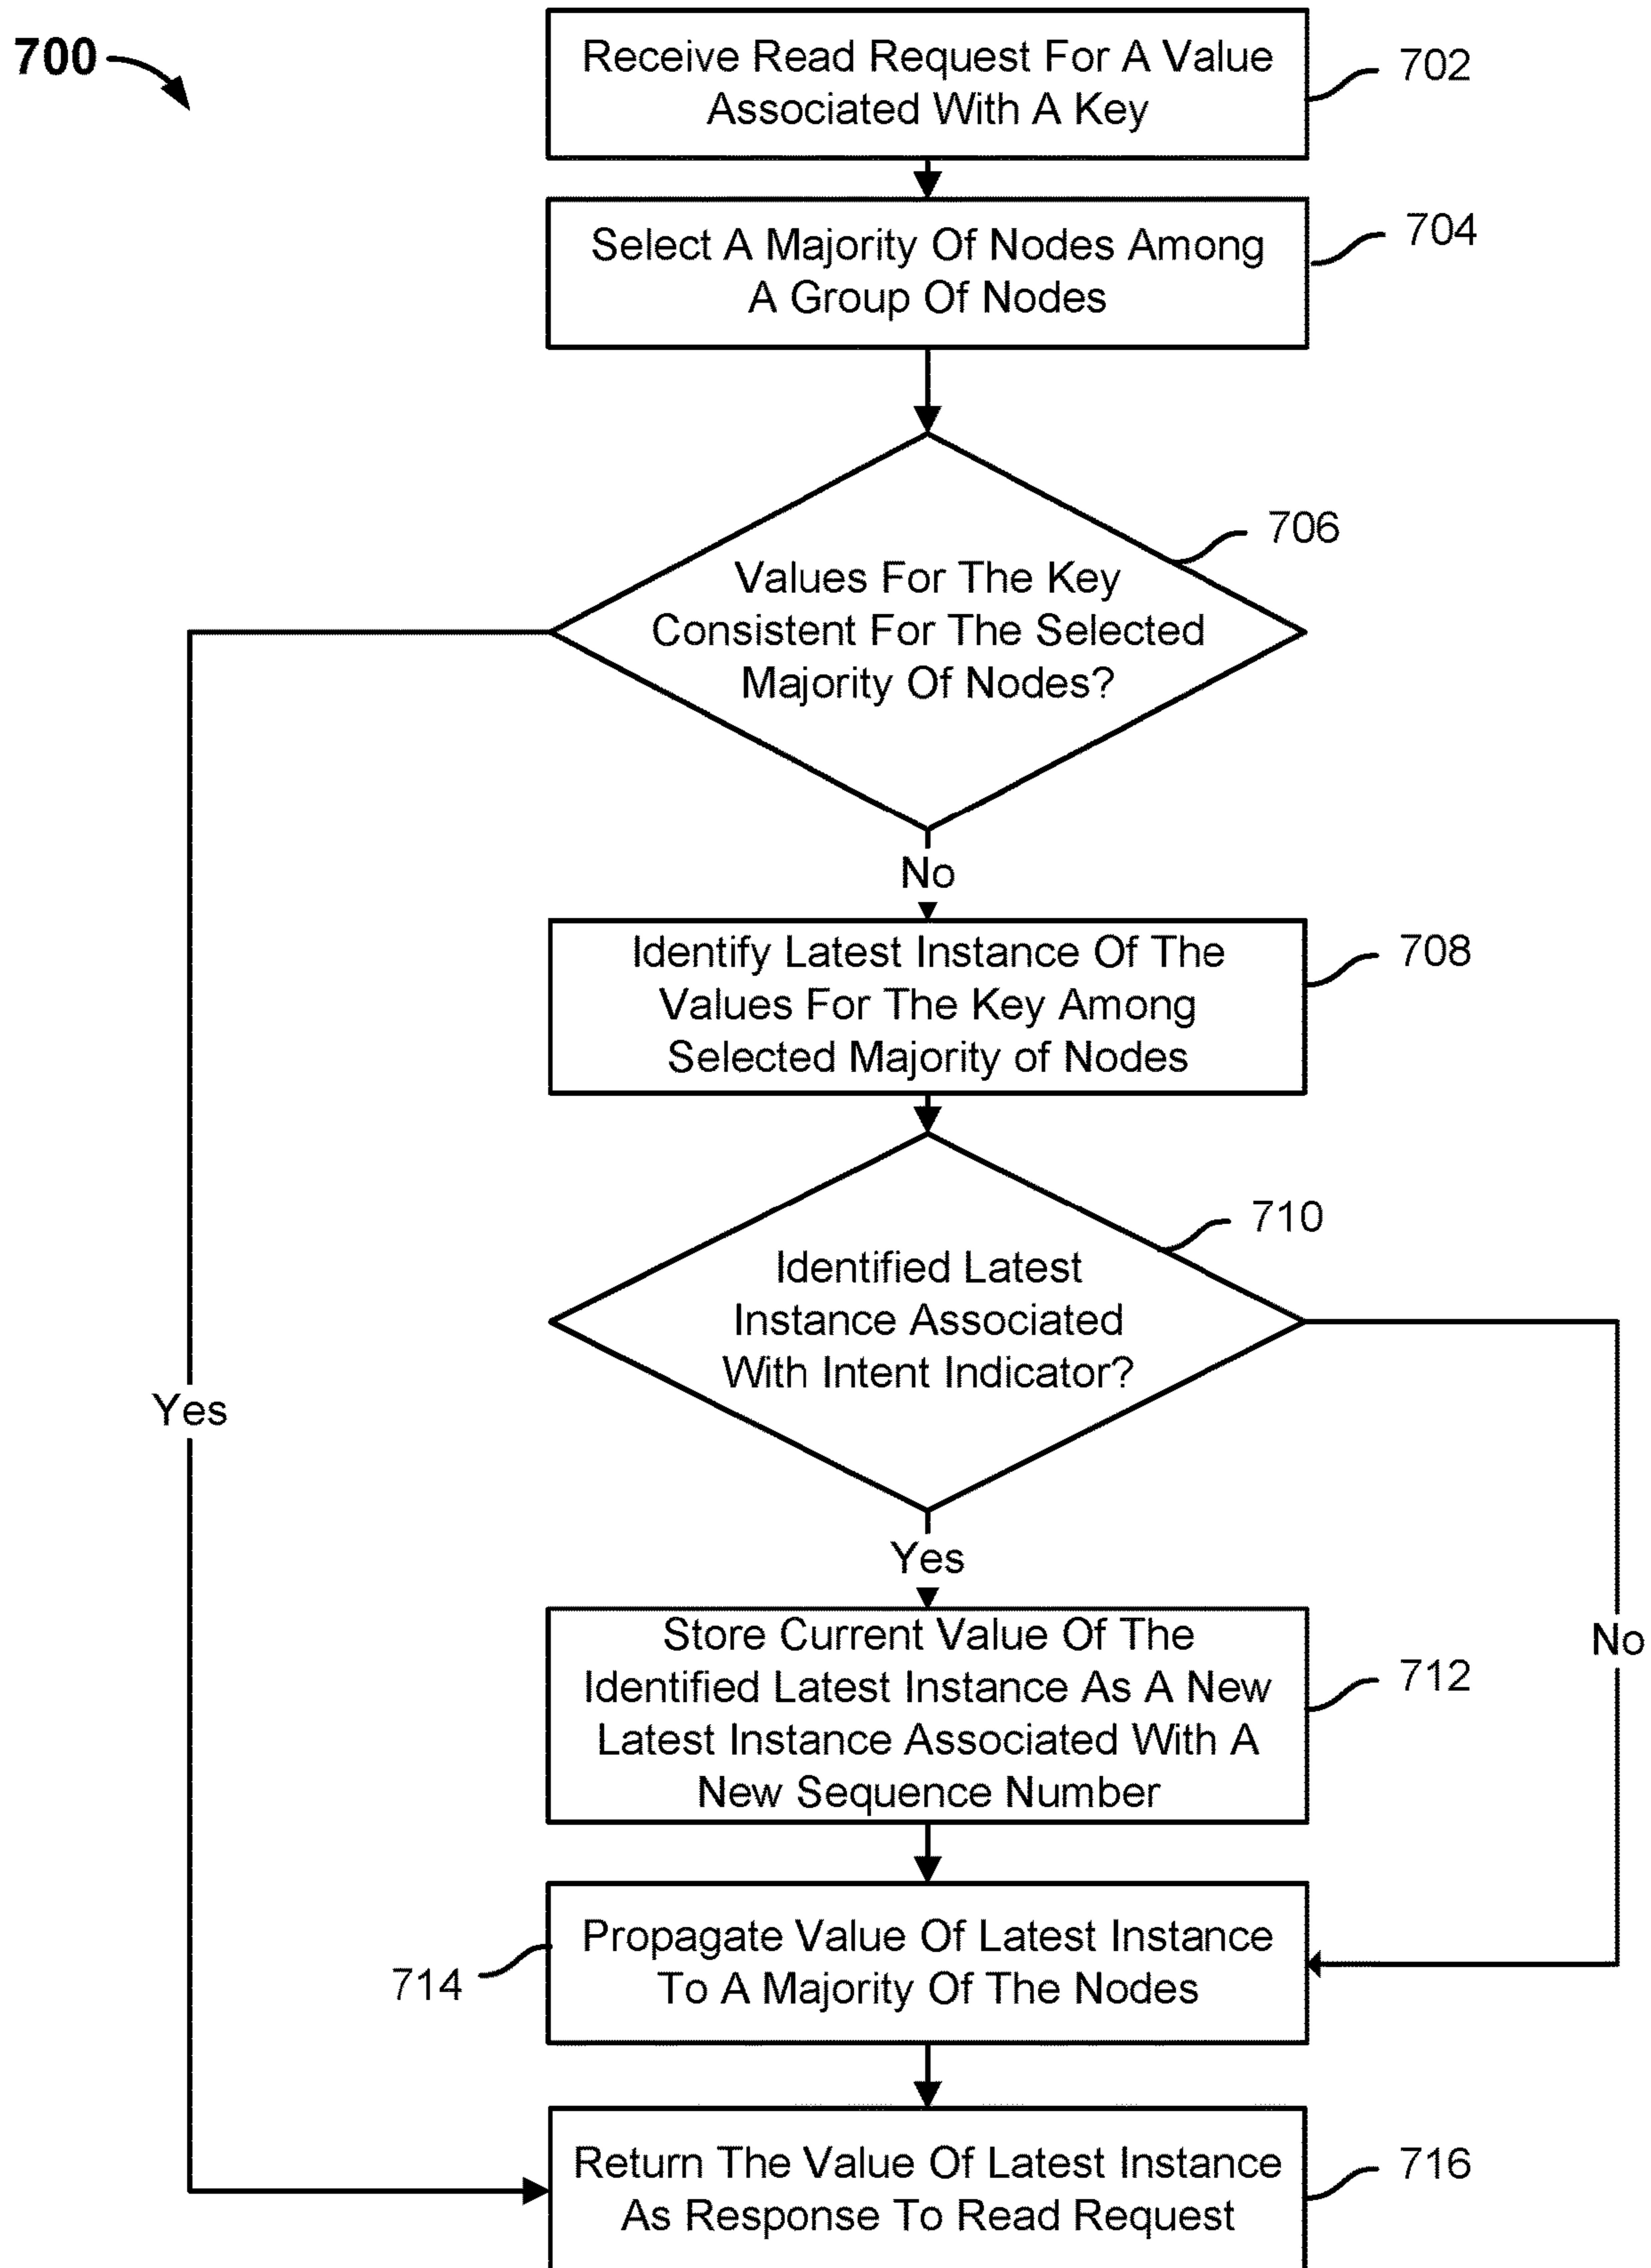 700
Receive Read Request For A Value
Associated With A Key
702
Select A Majority Of Nodes Among
A Group Of Nodes
704
706
Values For The Key
Consistent For The Selected
Majority Of Nodes?
No
Identify Latest Instance Of The
Values For The Key Among
Selected Majority of Nodes
708
710
Identified Latest
Instance Associated
With Intent Indicator?
Yes
Yes
Store Current Value Of The
Identified Latest Instance As A New
Latest Instance Associated With A
New Sequence Number
712
No
Propagate Value Of Latest Instance
To A Majority Of The Nodes
714
Return The Value Of Latest Instance
As Response To Read Request
716